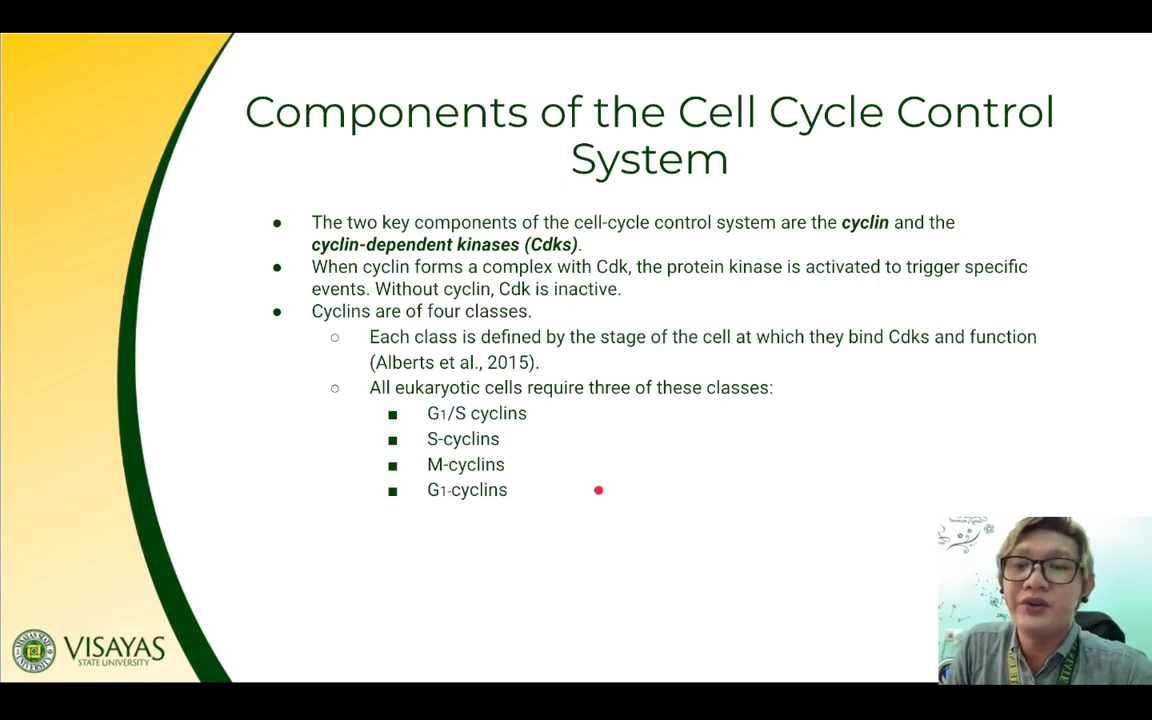 Components of the Cell Cycle Control
System
● The two key components of the cell-cycle control system are the cyclin and the
cyclin-dependent kinases (Cdks).
● When cyclin forms a complex with Cdk, the protein kinase is activated to trigger specific
events. Without cyclin, Cdk is inactive.
● Cyclins are of four classes.
○ Each class is defined by the stage of the cell at which they bind Cdks and function
(Alberts et al., 2015).
○ All eukaryotic cells require three of these classes:
■ G1/S cyclins
■ S-cyclins
■ M-cyclins
■ G1-cyclins
VISAYAS
STATE UNIVERSITY